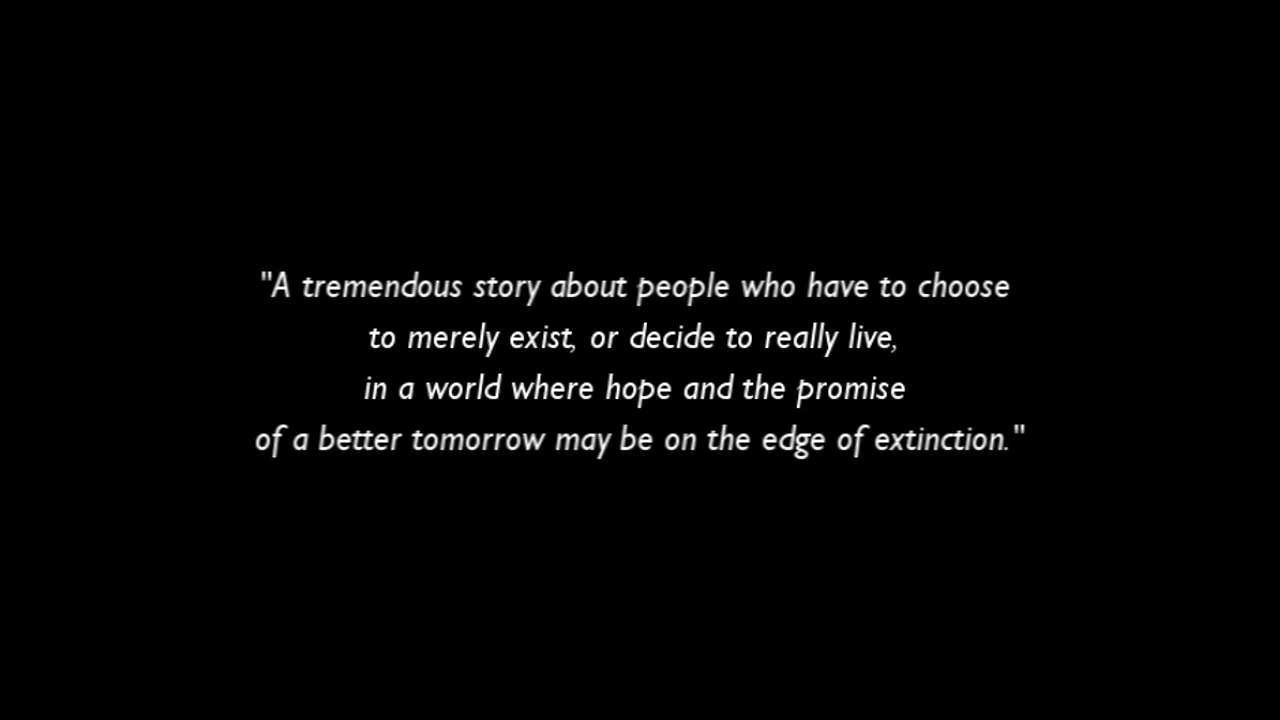 "A tremendous story about people who have to choose
to merely exist, or decide to really live,
in a world where hope and the promise
of a better tomorrow may be on the edge of extinction."